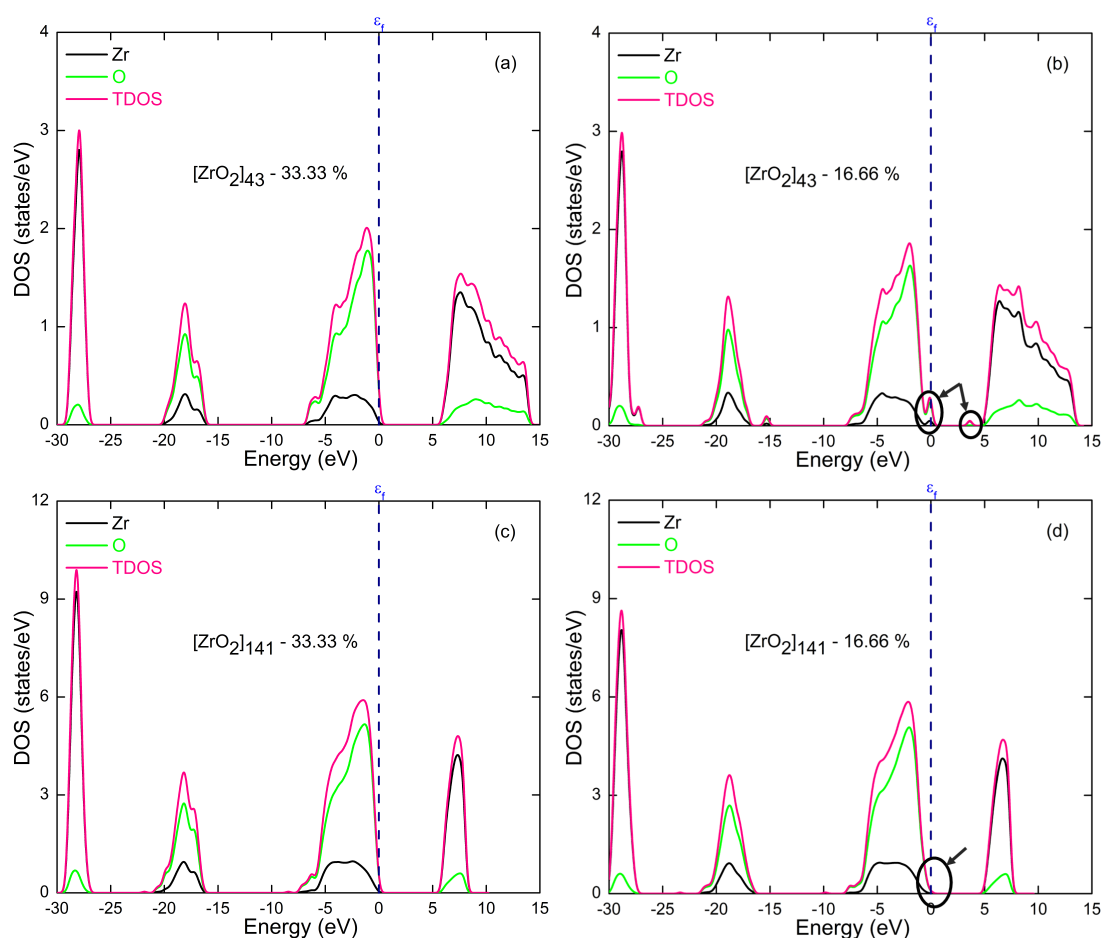 εf
4
3
2
1
0
DOS (states/eV)
Zr
O
TDOS
(a)
[ZrO2]43 - 33.33 %
-30 -25 -20 -15 -10 -5 0 5 10 15
Energy (eV)
εf
4
3
2
1
0
DOS (states/eV)
Zr
O
TDOS
(b)
[ZrO2]43 - 16.66 %
-30 -25 -20 -15 -10 -5 0 5 10 15
Energy (eV)
εf
12
9
6
3
0
DOS (states/eV)
Zr
O
TDOS
(c)
[ZrO2]141 - 33.33 %
-30 -25 -20 -15 -10 -5 0 5 10 15
Energy (eV)
εf
12
9
6
3
0
DOS (states/eV)
Zr
O
TDOS
(d)
[ZrO2]141 - 16.66 %
-30 -25 -20 -15 -10 -5 0 5 10 15
Energy (eV)